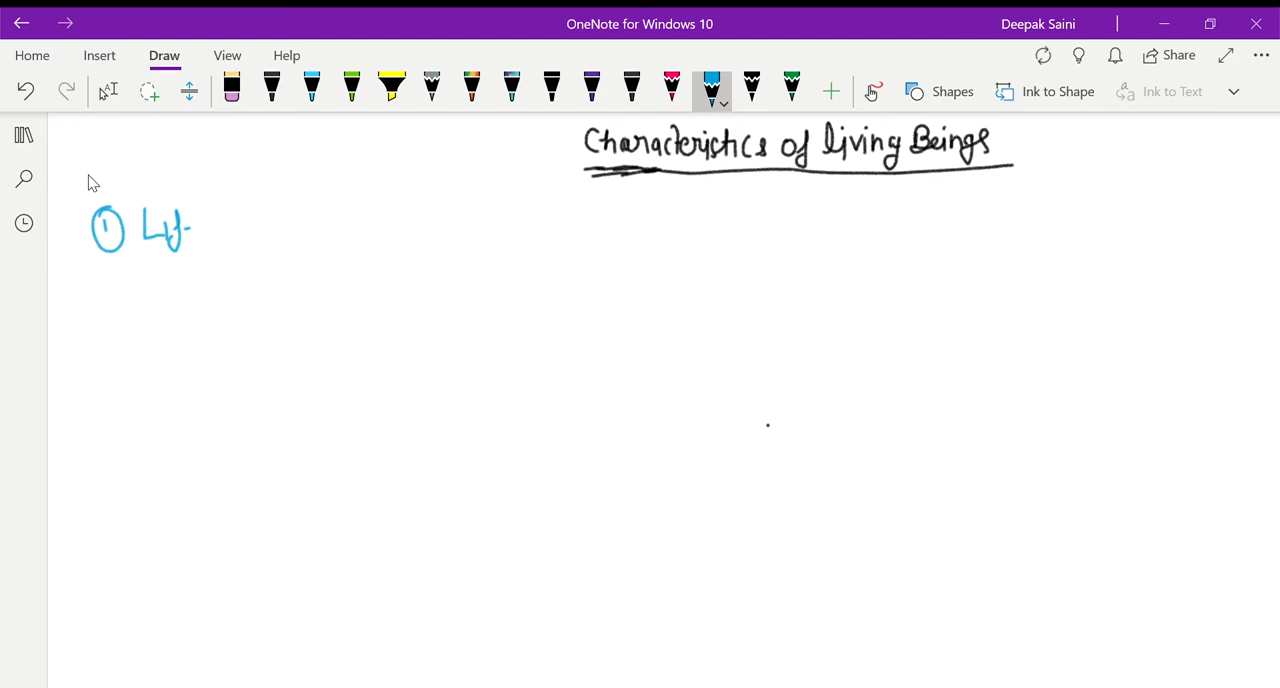 OneNote for Windows 10
Deepak Saini
Home Insert Draw View Help
Share
Shapes Ink to Shape Ink to Text
Characteristics of living Beings
① Lif